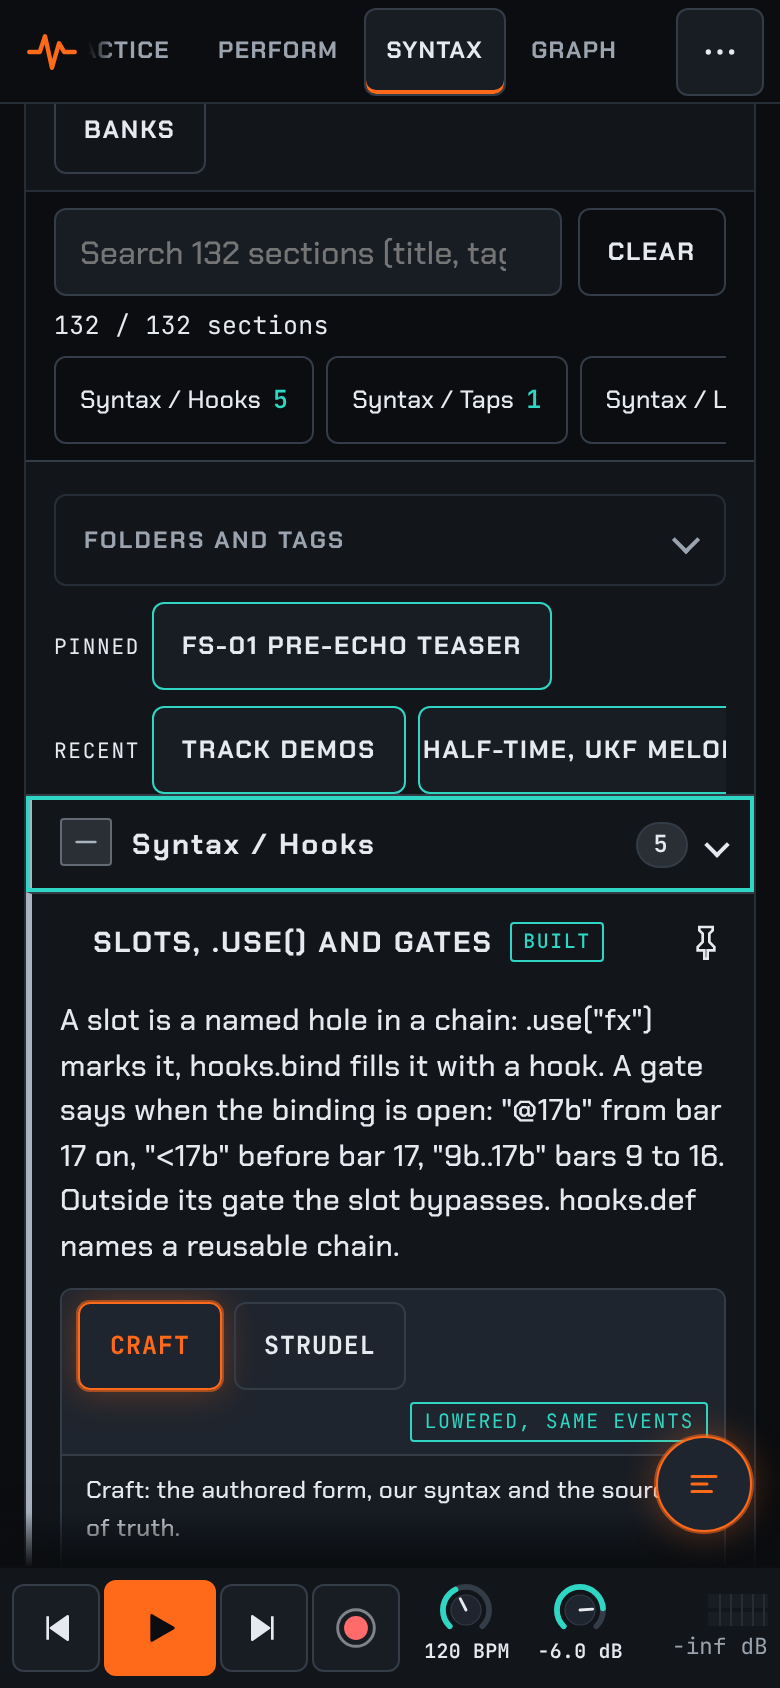 CTICE PERFORM SYNTAX GRAPH ...
BANKS
Search 132 sections (title, tag CLEAR
132 / 132 sections
Syntax / Hooks 5 Syntax / Taps 1 Syntax / L
FOLDERS AND TAGS
PINNED FS-01 PRE-ECHO TEASER
RECENT TRACK DEMOS HALF-TIME, UKF MELO
Syntax / Hooks 5
SLOTS, .USE() AND GATES BUILT
A slot is a named hole in a chain: .use("fx")
marks it, hooks.bind fills it with a hook. A gate
says when the binding is open: "@17b" from bar
17 on, "<17b" before bar 17, "9b..17b" bars 9 to 16.
Outside its gate the slot bypasses. hooks.def
names a reusable chain.
CRAFT STRUDEL
LOWERED, SAME EVENTS
Craft: the authored form, our syntax and the sour
of truth.
120 BPM -6.0 dB -inf dB